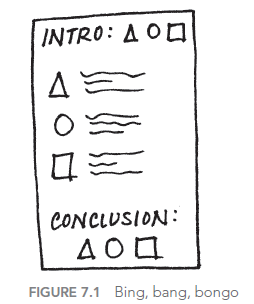 INTRO:
CONCLUSION:
FIGURE 7.1 Bing, bang, bongo